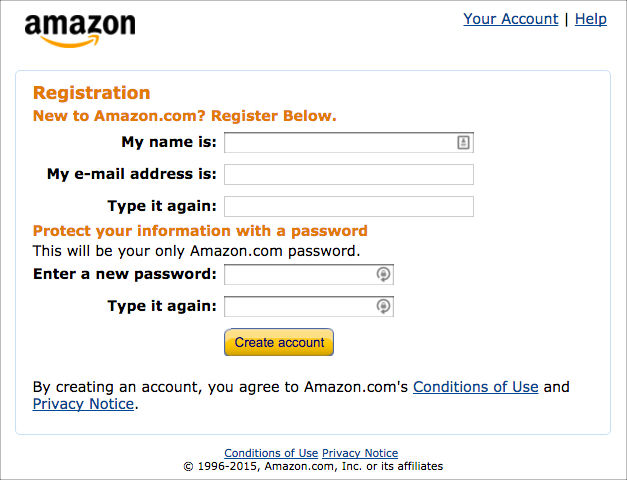 amazon
Your Account | Help
Registration
New to Amazon.com? Register Below.
My name is:
My e-mail address is:
Type it again:
Protect your information with a password
This will be your only Amazon.com password.
Enter a new password:
Type it again:
Create account
By creating an account, you agree to Amazon.com's Conditions of Use and
Privacy Notice.
Conditions of Use Privacy Notice
© 1996-2015, Amazon.com, Inc. or its affiliates